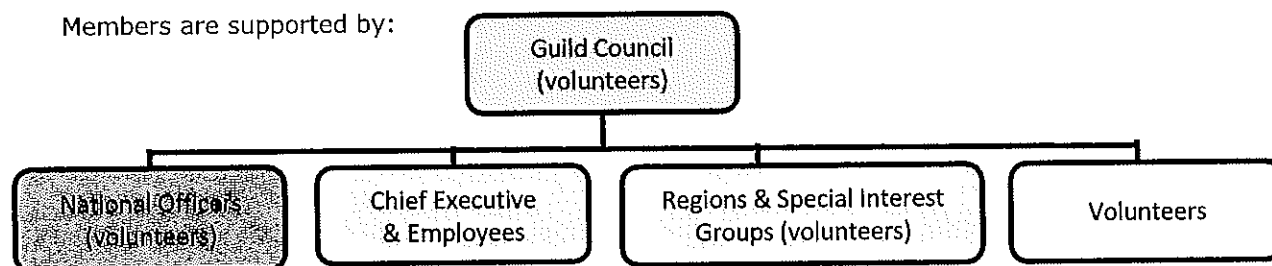 Members are supported by:
Guild Council
(volunteers)
National Officers
(volunteers)
Chief Executive
& Employees
Regions & Special Interest
Groups (volunteers)
Volunteers